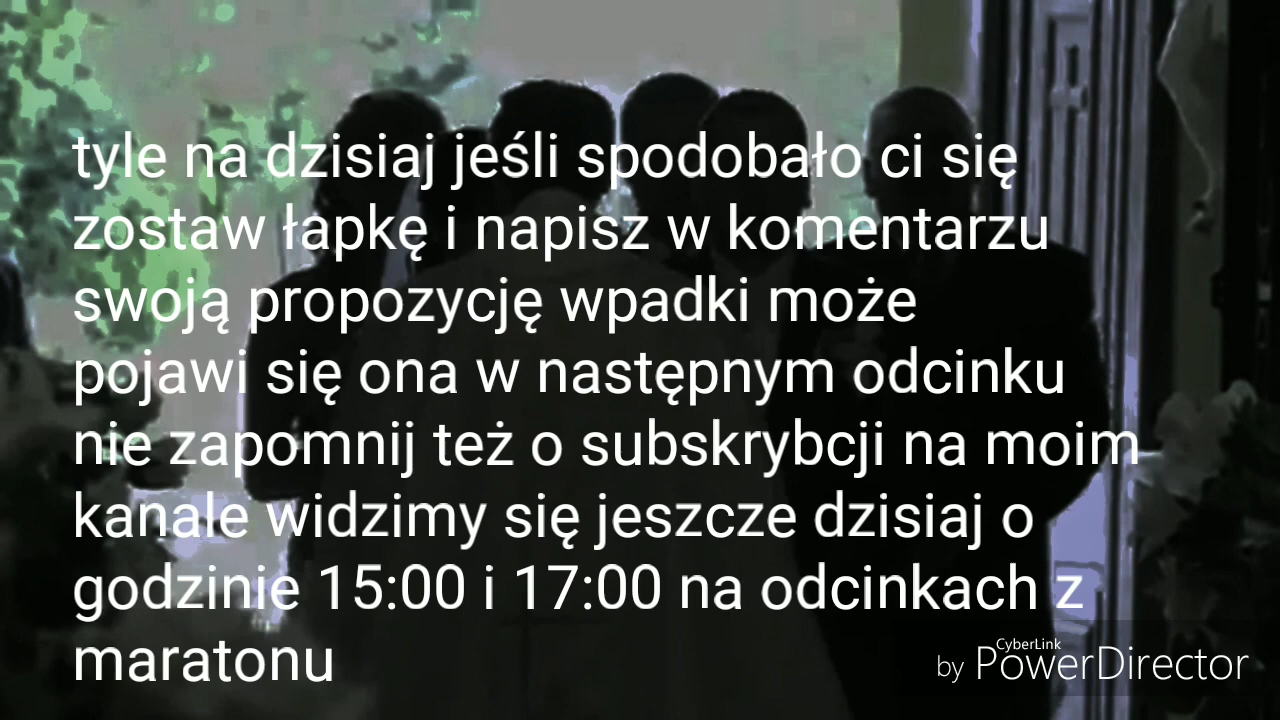 tyle na dzisiaj jeśli spodobało ci się
zostaw łapkę i napisz w komentarzu
swoją propozycję wpadki może
pojawi się ona w następnym odcinku
nie zapomnij też o subskrybcji na moim
kanale widzimy się jeszcze dzisiaj o
godzinie 15:00 i 17:00 na odcinkach z
maratonu
CyberLink
by PowerDirector